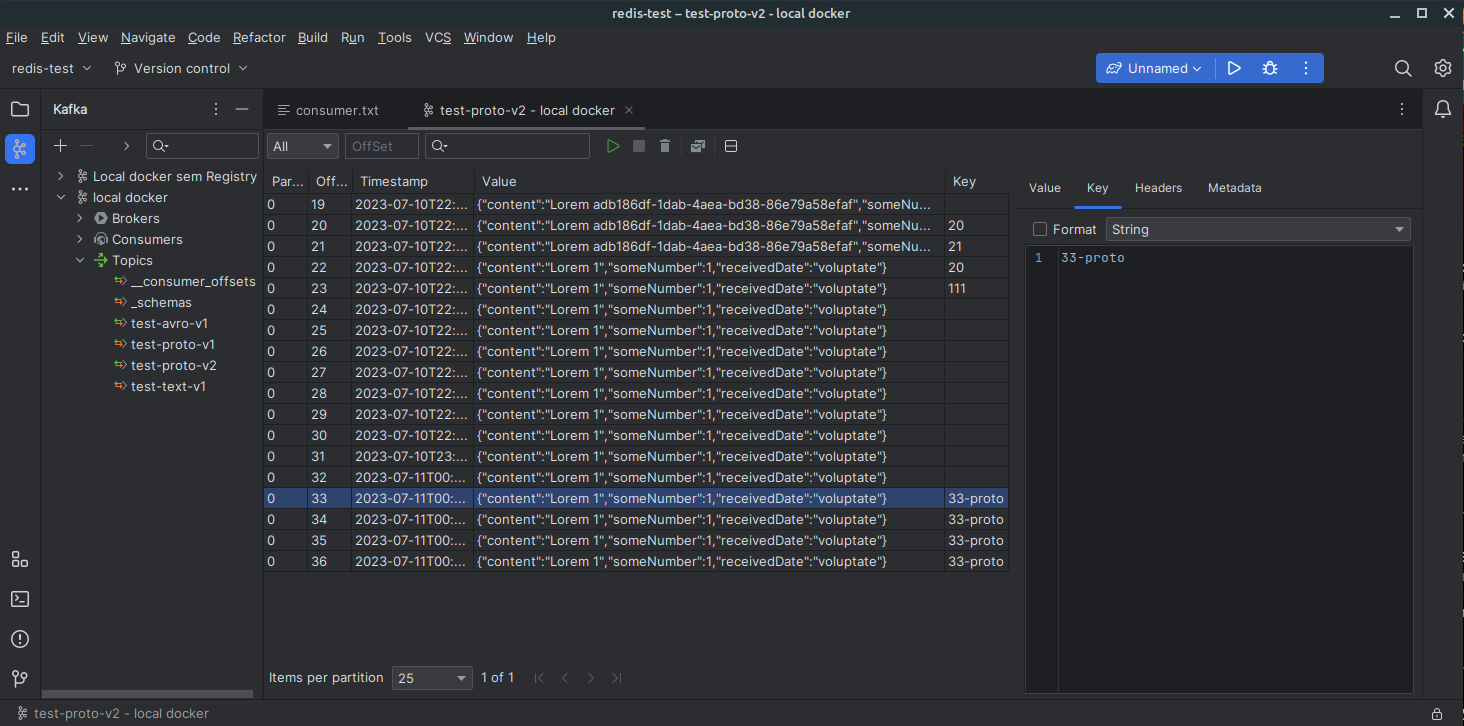 redis-test – test-proto-v2 - local docker
File Edit View Navigate Code Refactor Build Run Tools VCS Window Help
redis-test Version control Unnamed
Kafka
consumer.txt test-proto-v2 - local docker
All OffSet
Local docker sem Registry
local docker
Brokers
Consumers
Topics
__consumer_offsets
_schemas
test-avro-v1
test-proto-v1
test-proto-v2
test-text-v1
Par... Off... Timestamp Value Key
0 19 2023-07-10T22:... {"content":"Lorem adb186df-1dab-4aea-bd38-86e79a58efaf","someNu...
0 20 2023-07-10T22:... {"content":"Lorem adb186df-1dab-4aea-bd38-86e79a58efaf","someNu... 20
0 21 2023-07-10T22:... {"content":"Lorem adb186df-1dab-4aea-bd38-86e79a58efaf","someNu... 21
0 22 2023-07-10T22:... {"content":"Lorem 1","someNumber":1,"receivedDate":"voluptate"} 20
0 23 2023-07-10T22:... {"content":"Lorem 1","someNumber":1,"receivedDate":"voluptate"} 111
0 24 2023-07-10T22:... {"content":"Lorem 1","someNumber":1,"receivedDate":"voluptate"}
0 25 2023-07-10T22:... {"content":"Lorem 1","someNumber":1,"receivedDate":"voluptate"}
0 26 2023-07-10T22:... {"content":"Lorem 1","someNumber":1,"receivedDate":"voluptate"}
0 27 2023-07-10T22:... {"content":"Lorem 1","someNumber":1,"receivedDate":"voluptate"}
0 28 2023-07-10T22:... {"content":"Lorem 1","someNumber":1,"receivedDate":"voluptate"}
0 29 2023-07-10T22:... {"content":"Lorem 1","someNumber":1,"receivedDate":"voluptate"}
0 30 2023-07-10T22:... {"content":"Lorem 1","someNumber":1,"receivedDate":"voluptate"}
0 31 2023-07-10T23:... {"content":"Lorem 1","someNumber":1,"receivedDate":"voluptate"}
0 32 2023-07-11T00:... {"content":"Lorem 1","someNumber":1,"receivedDate":"voluptate"}
0 33 2023-07-11T00:... {"content":"Lorem 1","someNumber":1,"receivedDate":"voluptate"} 33-proto
0 34 2023-07-11T00:... {"content":"Lorem 1","someNumber":1,"receivedDate":"voluptate"} 33-proto
0 35 2023-07-11T00:... {"content":"Lorem 1","someNumber":1,"receivedDate":"voluptate"} 33-proto
0 36 2023-07-11T00:... {"content":"Lorem 1","someNumber":1,"receivedDate":"voluptate"} 33-proto
Items per partition 25 1 of 1
Value Key Headers Metadata
Format String
1 33-proto
test-proto-v2 - local docker